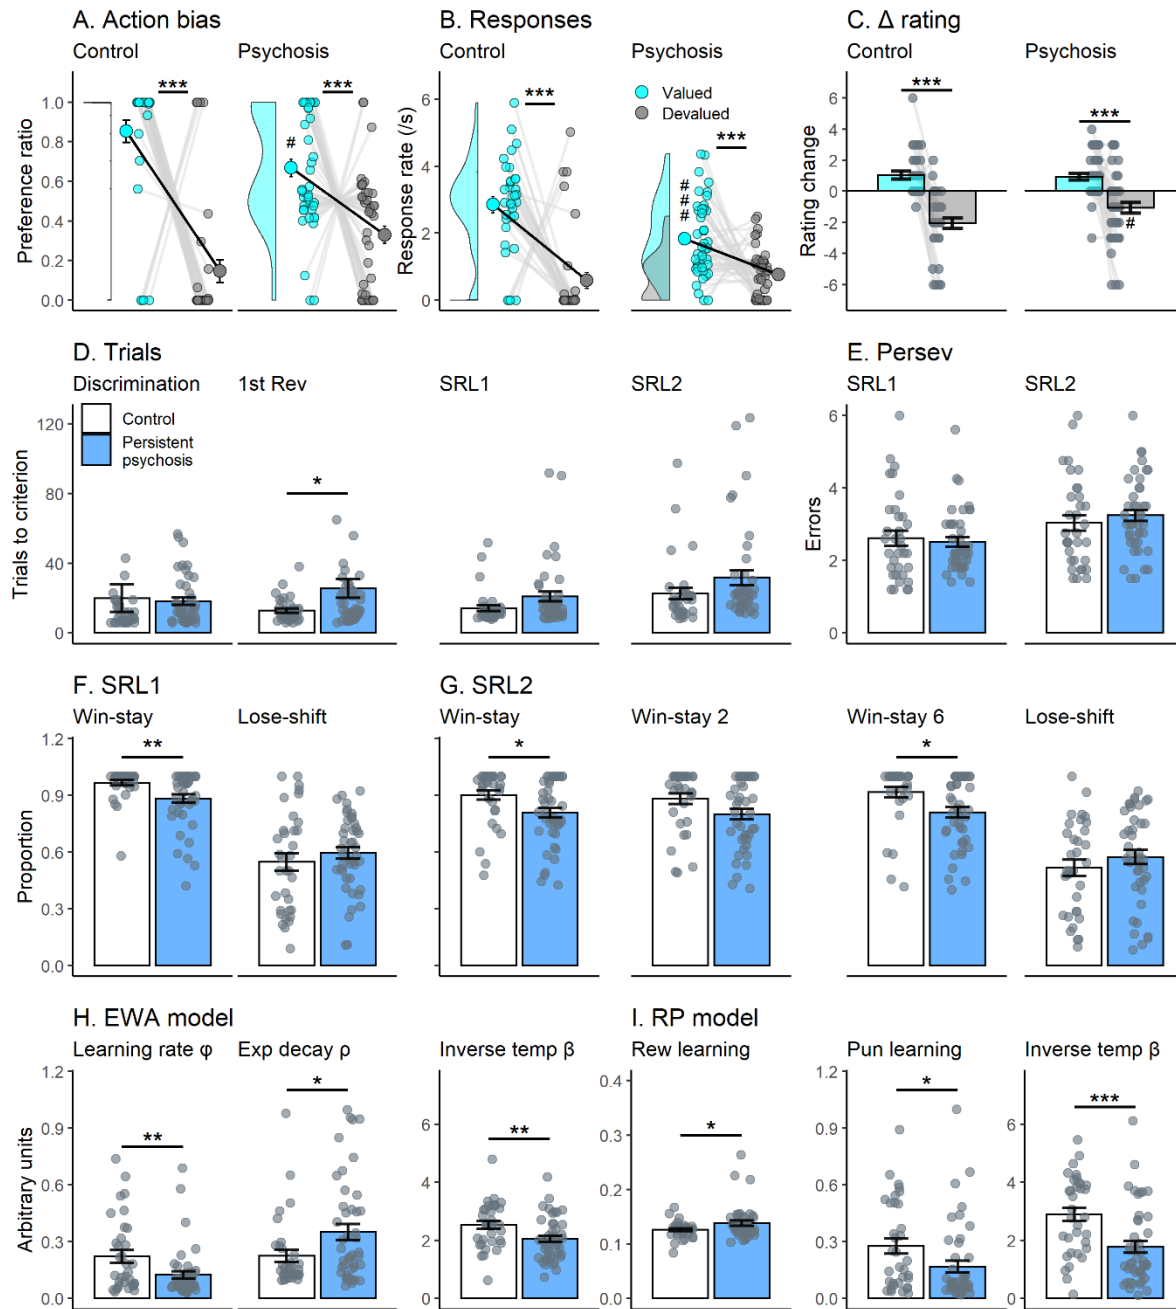 A. Action bias
B. Responses
C. Δ rating
Control
Psychosis
Control
Psychosis
Control
Psychosis
Preference ratio
1.0
0.8
0.6
0.4
0.2
0.0
***
#
***
Response rate (/s)
6
4
2
0
***
Valued
Devalued
***
#
#
#
Rating change
6
4
2
0
-2
-4
-6
***
***
#
D. Trials
E. Persev
Discrimination
1st Rev
SRL1
SRL2
SRL1
SRL2
Trials to criterion
120
80
40
0
Control
Persistent
psychosis
*
Errors
6
4
2
0
F. SRL1
G. SRL2
Win-stay
Lose-shift
Win-stay
Win-stay 2
Win-stay 6
Lose-shift
Proportion
1.2
0.9
0.6
0.3
0.0
**
*
*
H. EWA model
I. RP model
Learning rate φ
Exp decay ρ
Inverse temp β
Rew learning
Pun learning
Inverse temp β
Arbitrary units
1.2
0.9
0.6
0.3
0.0
**
*
6
4
2
0
**
0.4
0.3
0.2
0.1
0.0
*
1.2
0.9
0.6
0.3
0.0
*
6
4
2
0
***